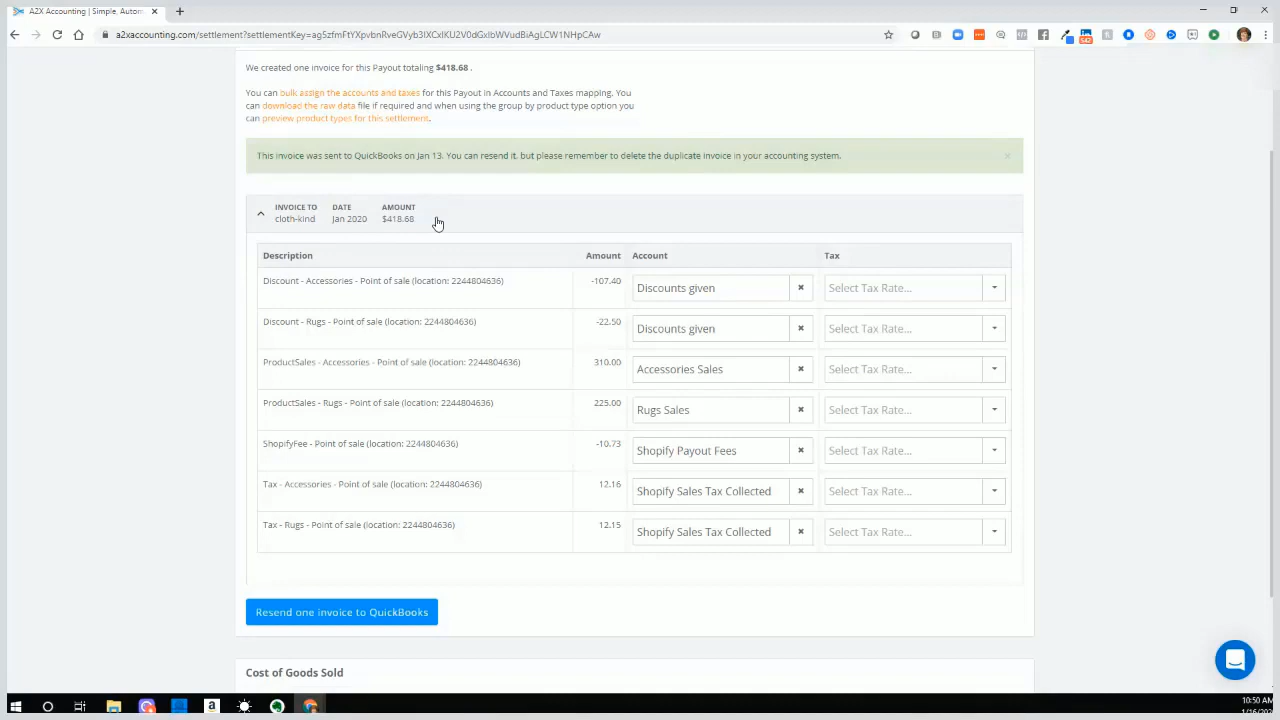 A2X Accounting | Simple, Autom
a2xaccounting.com/settlement?settlementKey=ag5zfmFtYXpvbnRweGVyb3IXCxIKU2V0dGxlbWVudBiAgLCW1NHpCAw
We created one invoice for this Payout totaling $418.68 .
You can bulk assign the accounts and taxes for this Payout in Accounts and Taxes mapping. You
can download the raw data file if required and when using the group by product type option you
can preview product types for this settlement.
This invoice was sent to QuickBooks on Jan 13. You can resend it, but please remember to delete the duplicate invoice in your accounting system.
INVOICE TO DATE AMOUNT
cloth-kind Jan 2020 $418.68
Description Amount Account Tax
Discount - Accessories - Point of sale (location: 2244804636) -107.40 Discounts given Select Tax Rate...
Discount - Rugs - Point of sale (location: 2244804636) -22.50 Discounts given Select Tax Rate...
ProductSales - Accessories - Point of sale (location: 2244804636) 310.00 Accessories Sales Select Tax Rate...
ProductSales - Rugs - Point of sale (location: 2244804636) 225.00 Rugs Sales Select Tax Rate...
ShopifyFee - Point of sale (location: 2244804636) -10.73 Shopify Payout Fees Select Tax Rate...
Tax - Accessories - Point of sale (location: 2244804636) 12.16 Shopify Sales Tax Collected Select Tax Rate...
Tax - Rugs - Point of sale (location: 2244804636) 12.15 Shopify Sales Tax Collected Select Tax Rate...
Resend one invoice to QuickBooks
Cost of Goods Sold
10:50 AM